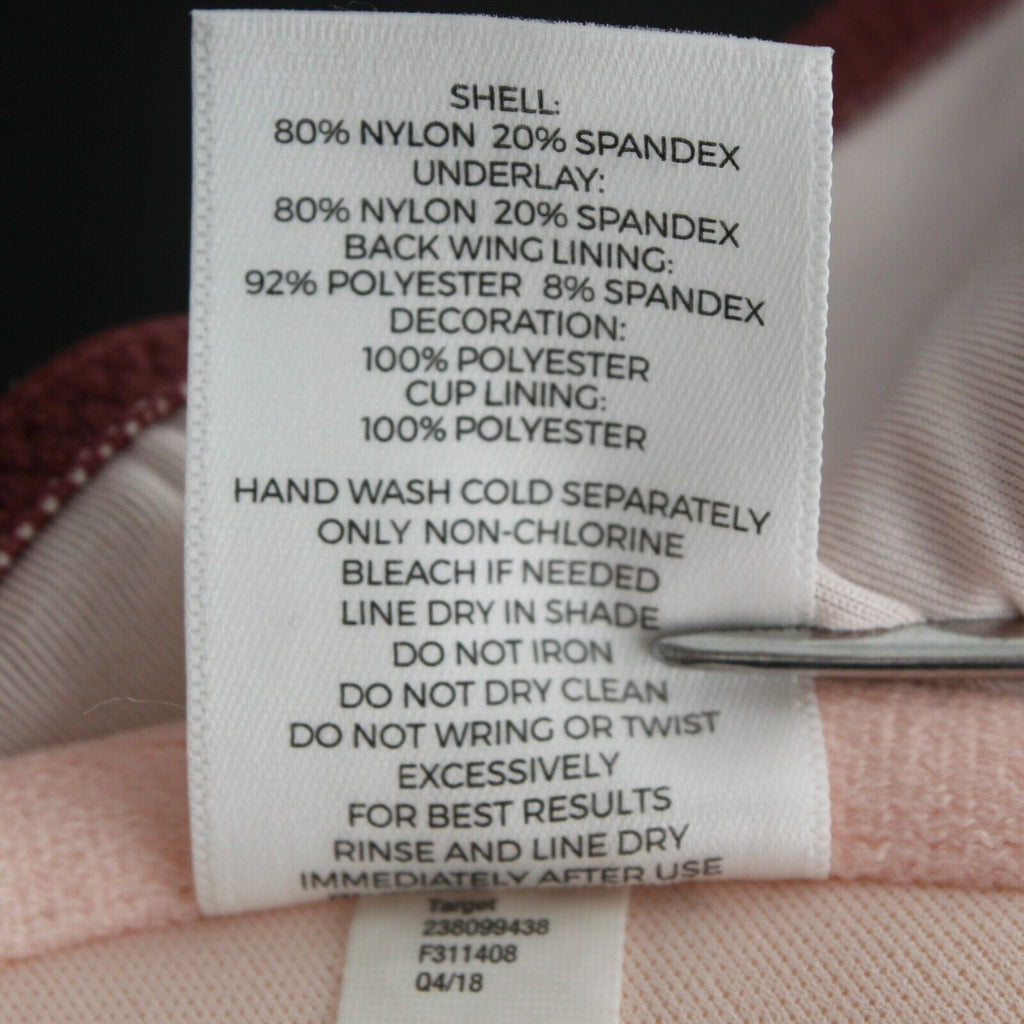 SHELL:
80% NYLON 20% SPANDEX
UNDERLAY:
80% NYLON 20% SPANDEX
BACK WING LINING:
92% POLYESTER 8% SPANDEX
DECORATION:
100% POLYESTER
CUP LINING:
100% POLYESTER
HAND WASH COLD SEPARATELY
ONLY NON-CHLORINE
BLEACH IF NEEDED
LINE DRY IN SHADE
DO NOT IRON
DO NOT DRY CLEAN
DO NOT WRING OR TWIST
EXCESSIVELY
FOR BEST RESULTS
RINSE AND LINE DRY
IMMEDIATELY AFTER USE
Target
238099438
F311408
Q4/18